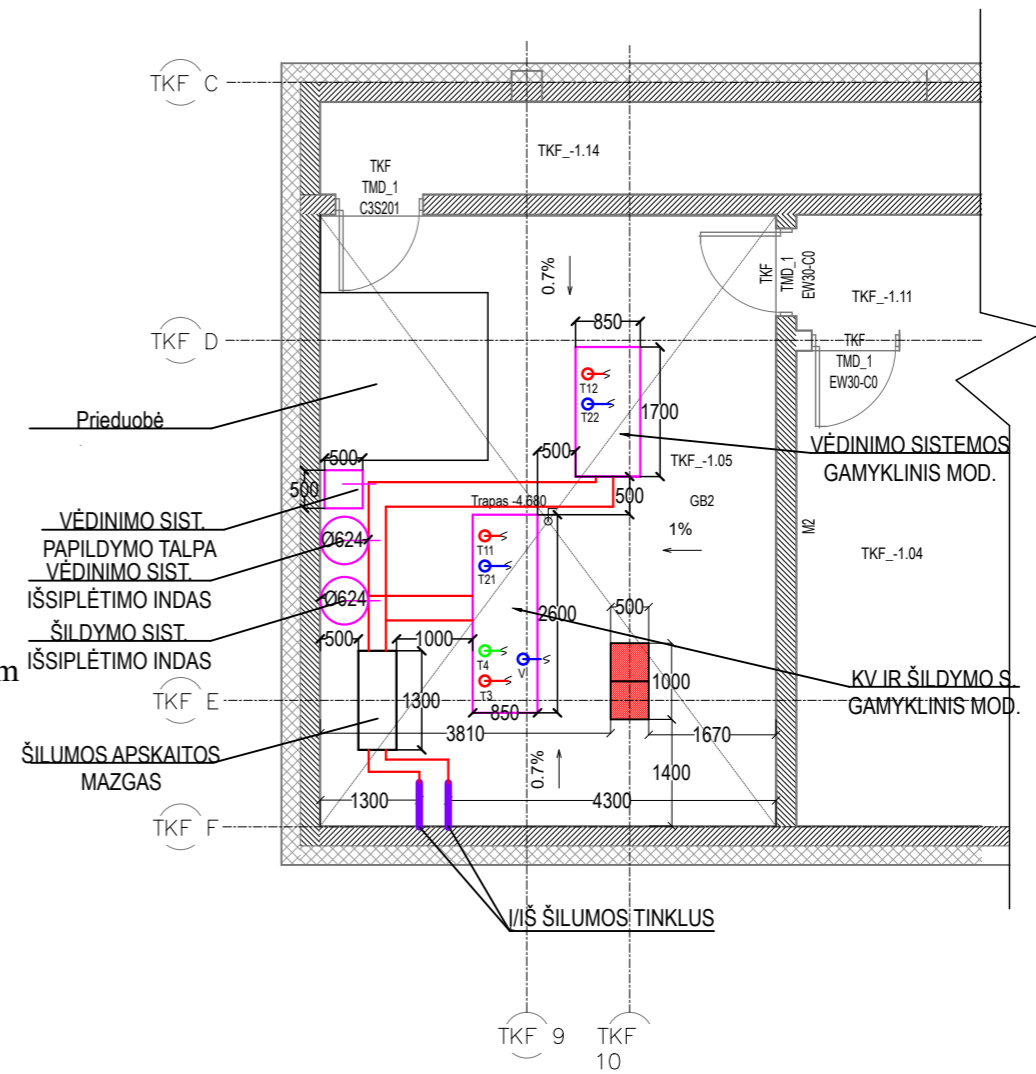 TKF C
TKF_-1.14
TKF
TMD_1
C3S201
0.7%
TKF
TMD_1
EW30-C0
TKF_-1.11
TKF D
850
TKF
TMD_1
EW30-C0
T12
T22
1700
Prieduobė
VĖDINIMO SISTEMOS
GAMYKLINIS MOD.
500
500
TKF_-1.05
500
Trapas -4.680
500
GB2
VĖDINIMO SIST.
PAPILDYMO TALPA
1%
M2
TKF_-1.04
Ø624
T11
T21
VĖDINIMO SIST.
IŠSIPLĖTIMO INDAS
Ø624
2600
500
ŠILDYMO SIST.
IŠSIPLĖTIMO INDAS
500
1000
T4
V
T3
m
1000
KV IR ŠILDYMO S.
GAMYKLINIS MOD.
TKF E
1300
850
3810
1670
ŠILUMOS APSKAITOS
MAZGAS
0.7%
1400
1300
4300
TKF F
Į/IŠ ŠILUMOS TINKLUS
TKF 9
TKF
10